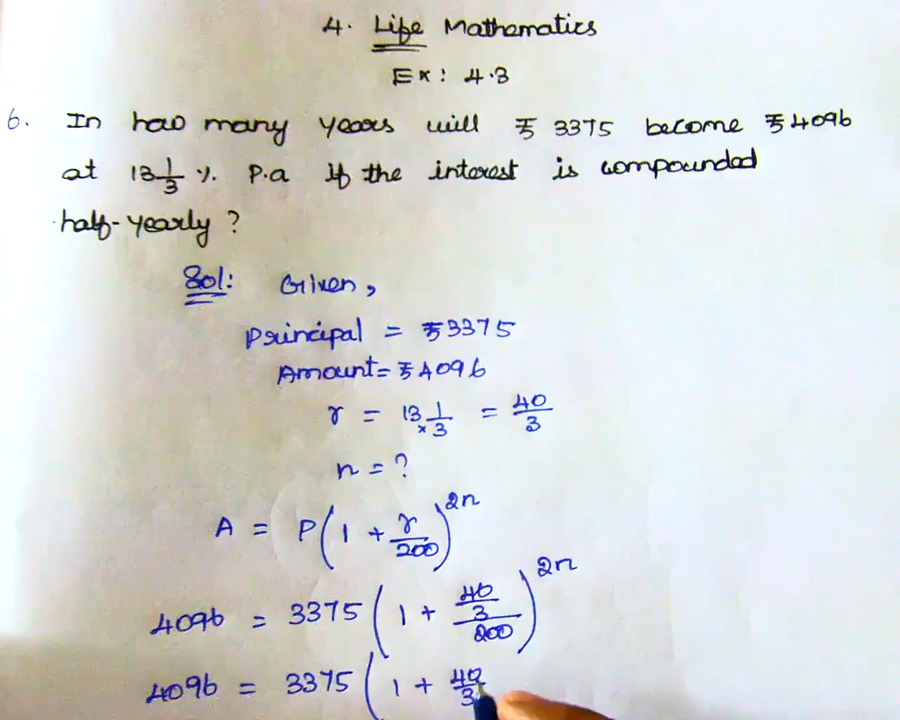 4. Life Mathematics
Ex: 4.3
6. In how many years will ₹ 3375 become ₹ 4096
at 13 1/3 % P.a if the interest is compounded
half-yearly ?
Sol: Given,
Principal = ₹3375
Amount = ₹4096
r = 13 × 1/3 = 40/3
n = ?
A = P(1 + r/200)^2n
4096 = 3375 (1 + 40/3/200)^2n
4096 = 3375 (1 + 40/3